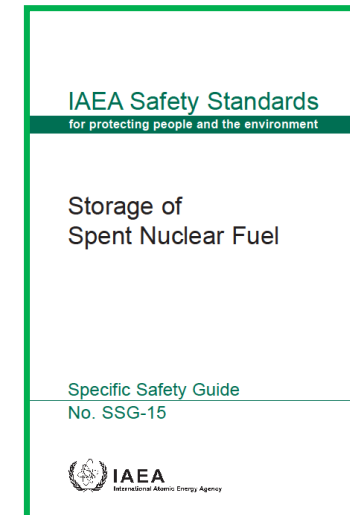 IAEA Safety Standards
for protecting people and the environment
Storage of
Spent Nuclear Fuel
Specific Safety Guide
No. SSG-15
IAEA
International Atomic Energy Agency